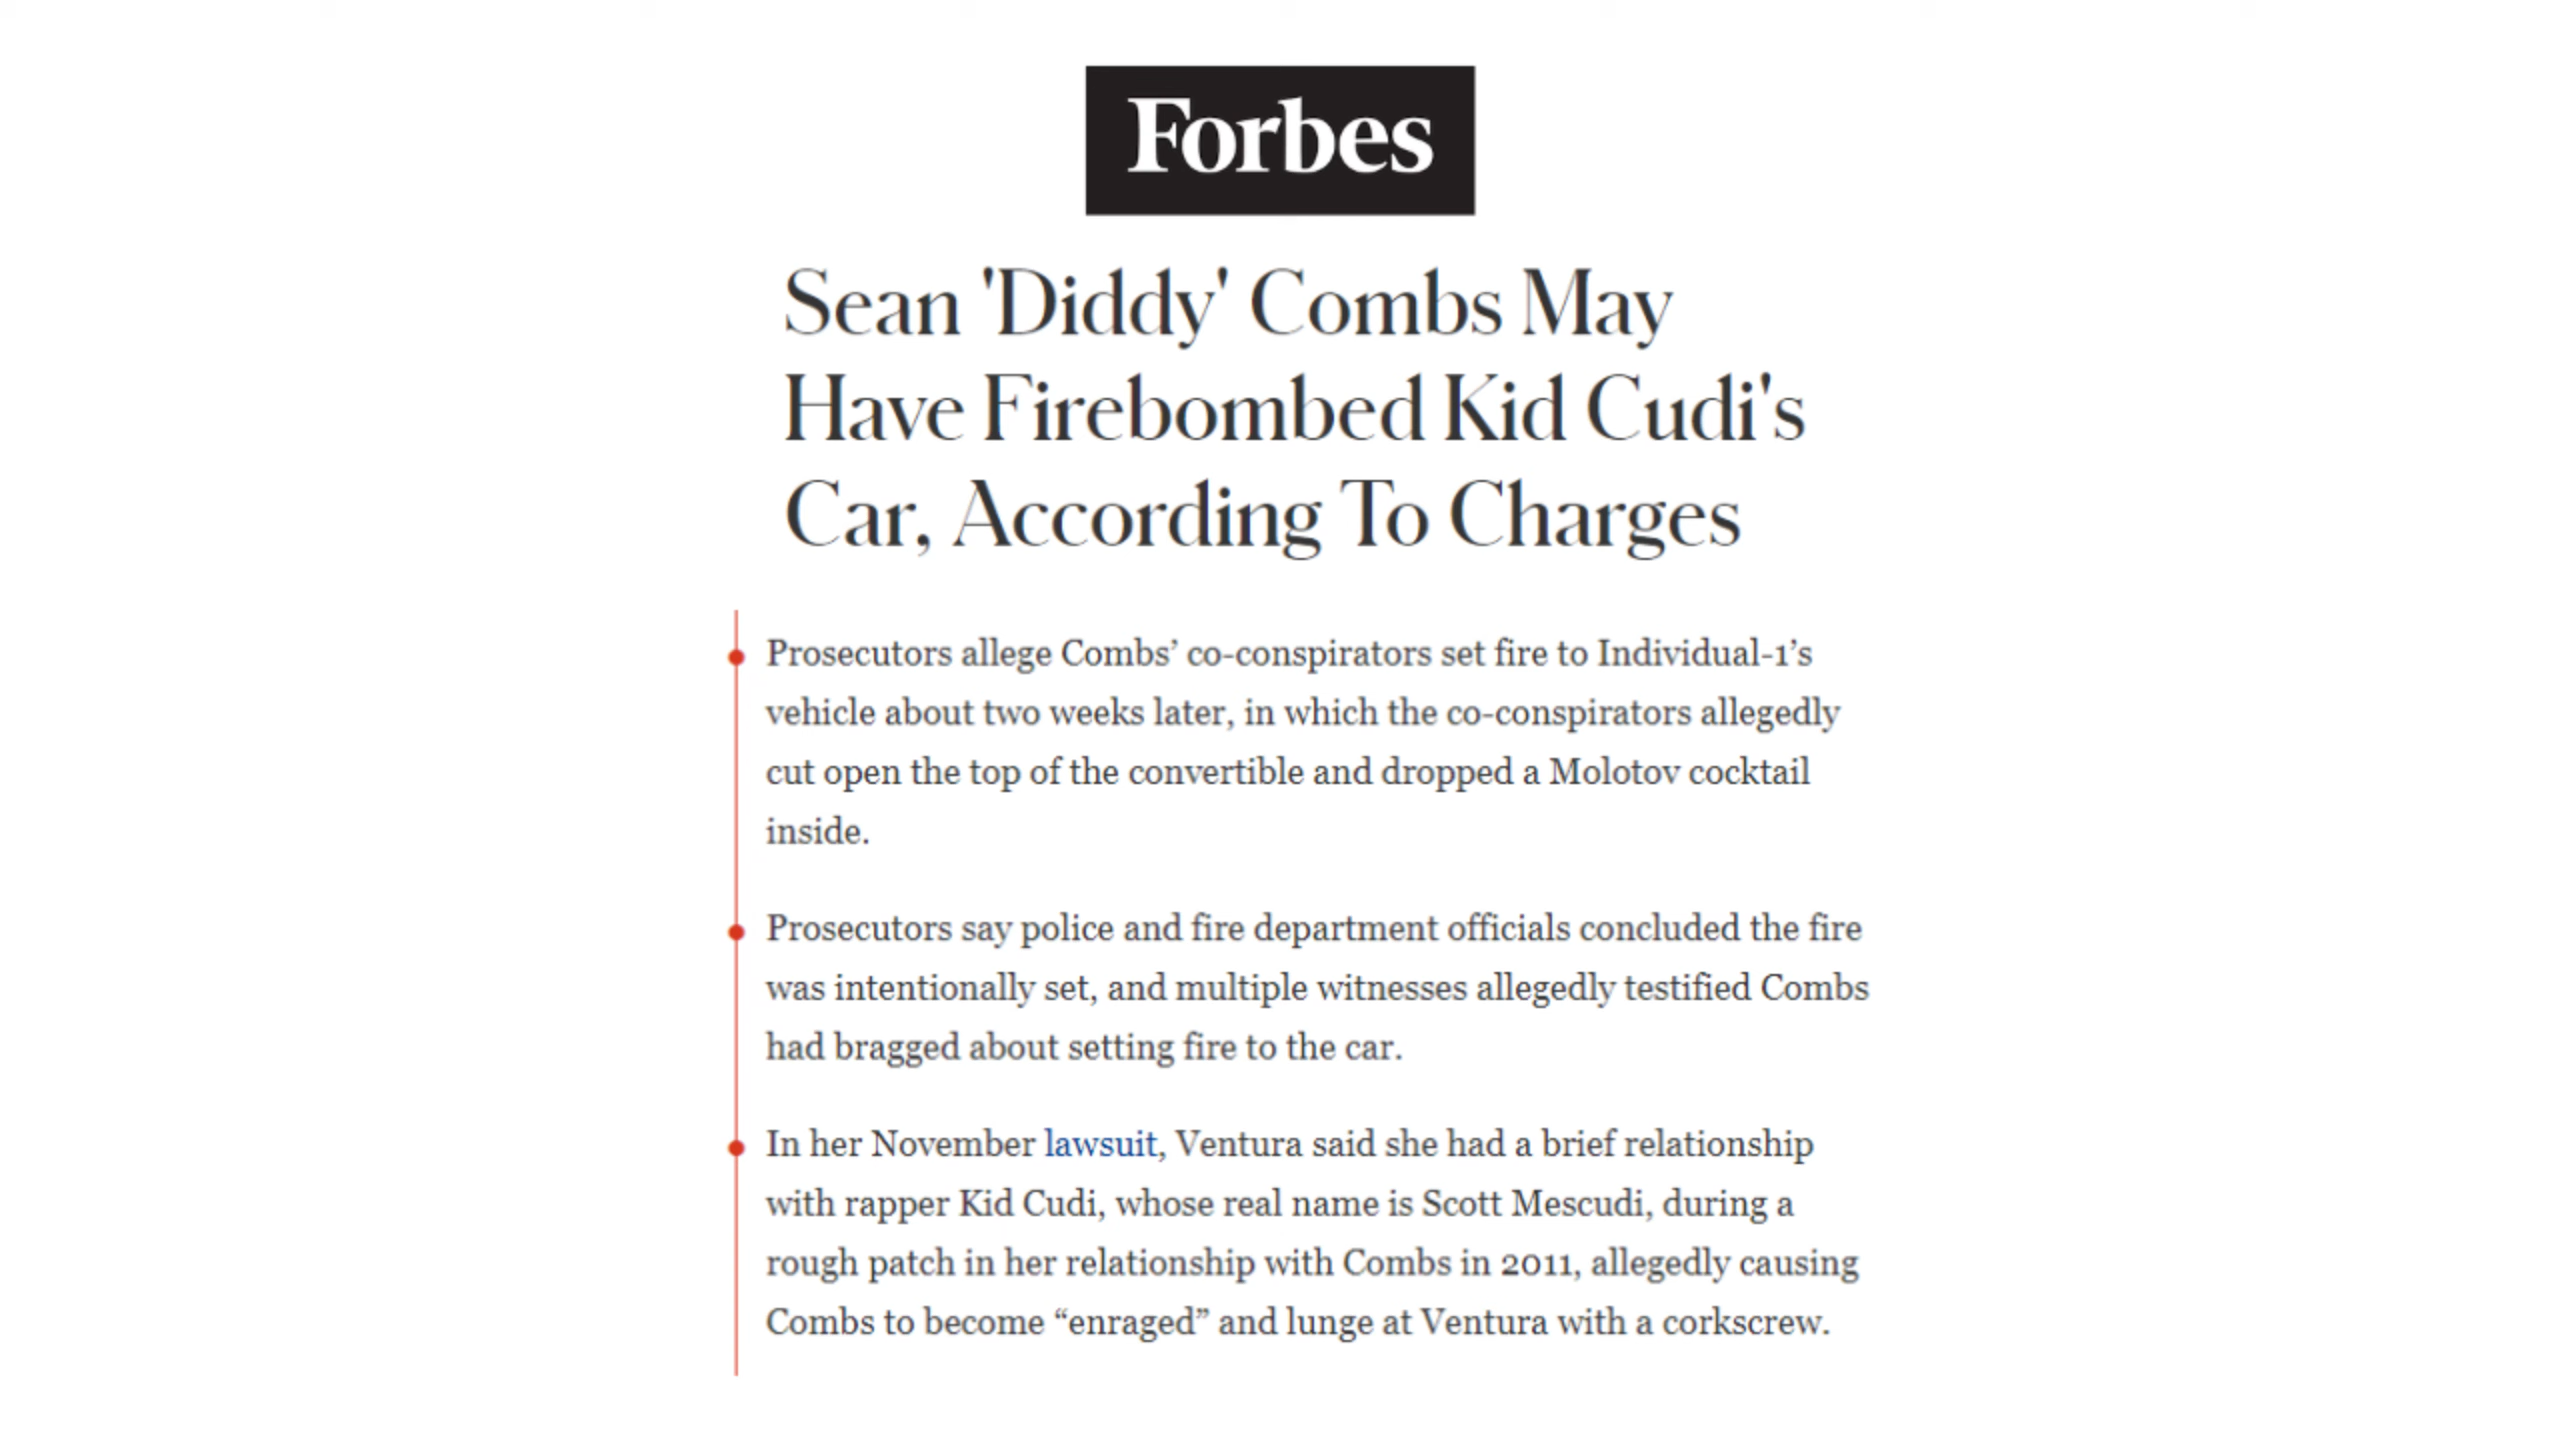 Forbes
Sean 'Diddy' Combs May
Have Firebombed Kid Cudi's
Car, According To Charges
Prosecutors allege Combs’ co-conspirators set fire to Individual-1’s
vehicle about two weeks later, in which the co-conspirators allegedly
cut open the top of the convertible and dropped a Molotov cocktail
inside.
Prosecutors say police and fire department officials concluded the fire
was intentionally set, and multiple witnesses allegedly testified Combs
had bragged about setting fire to the car.
In her November lawsuit, Ventura said she had a brief relationship
with rapper Kid Cudi, whose real name is Scott Mescudi, during a
rough patch in her relationship with Combs in 2011, allegedly causing
Combs to become “enraged” and lunge at Ventura with a corkscrew.